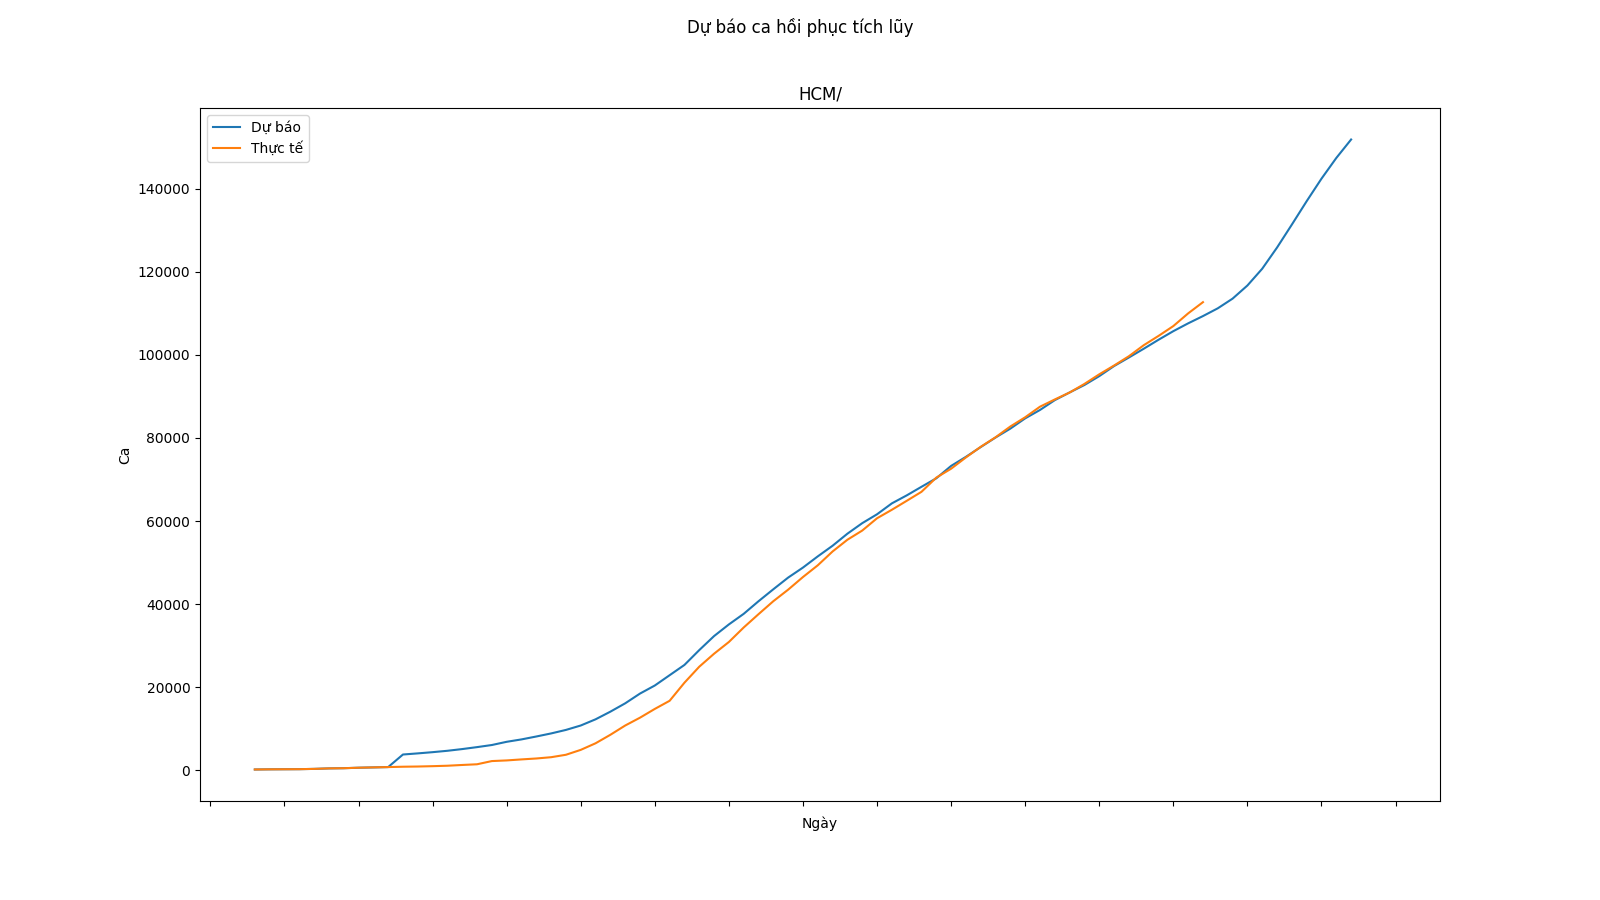 Dự báo ca hồi phục tích lũy
HCM/
Dự báo
Thực tế
140000
120000
100000
80000
60000
40000
20000
0
Ca
Ngày